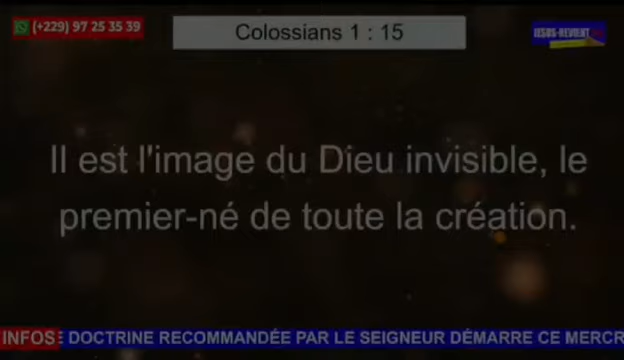 (+229) 97 25 35 39
Colossians 1 : 15
JESUS-REVIENT
Il est l'image du Dieu invisible, le
premier-né de toute la création.
INFOS E DOCTRINE RECOMMANDÉE PAR LE SEIGNEUR DÉMARRE CE MERCR